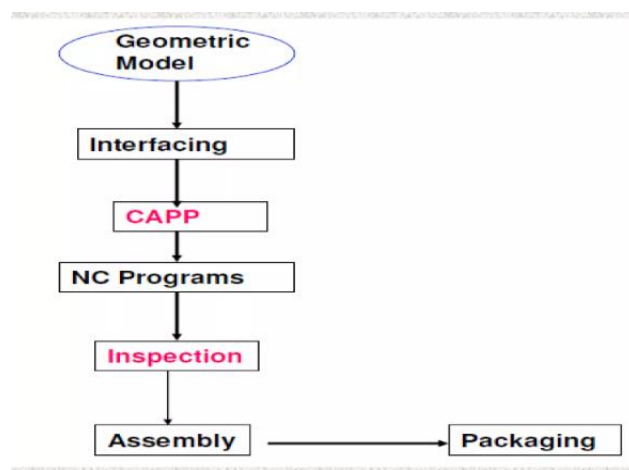 Geometric
Model
Interfacing
CAPP
NC Programs
Inspection
Assembly
Packaging